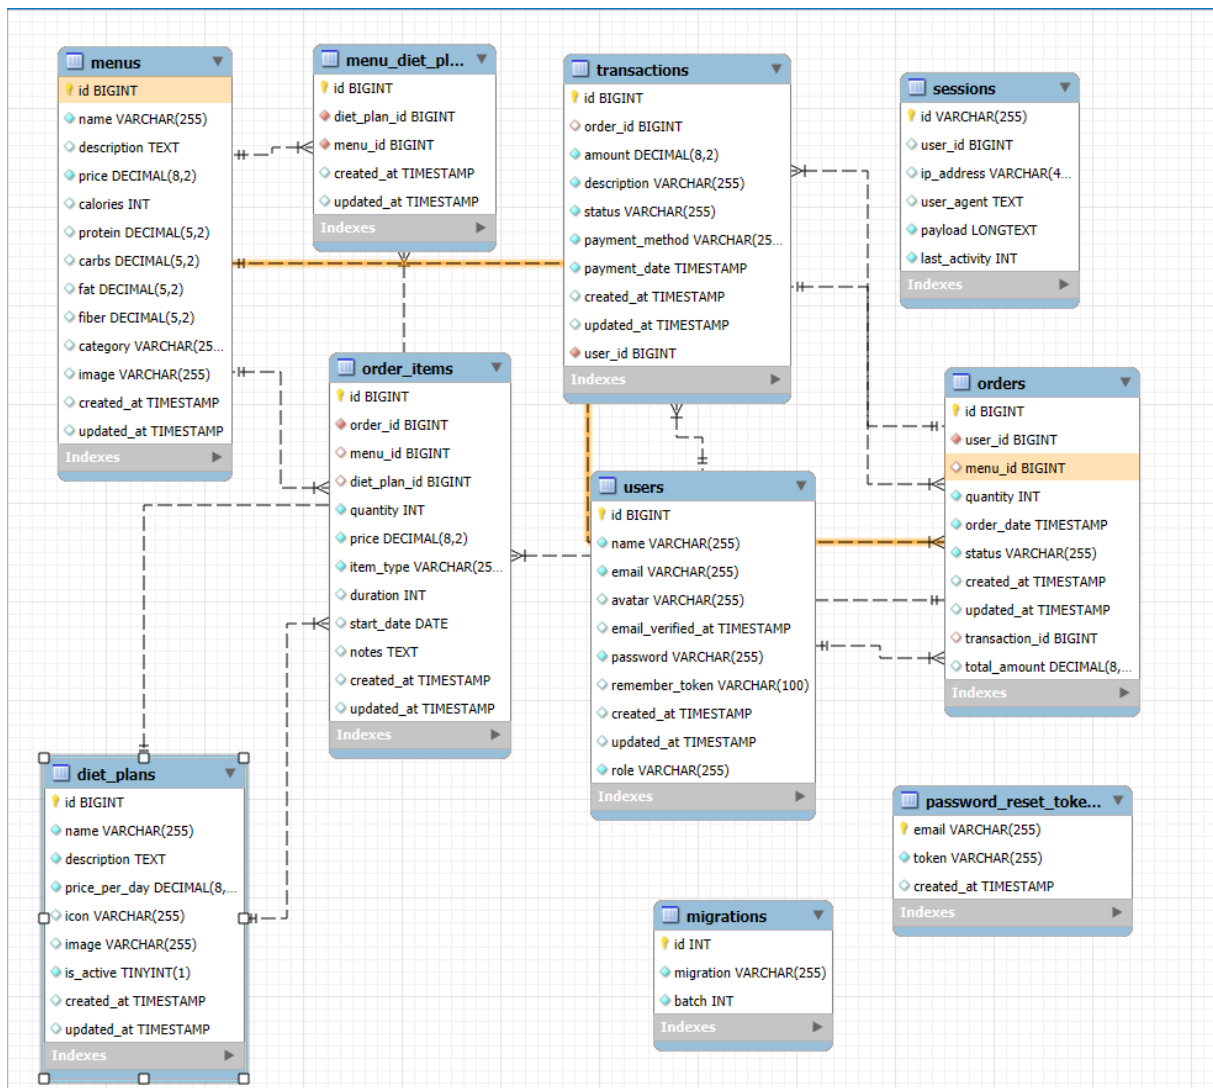 menus
id BIGINT
name VARCHAR(255)
description TEXT
price DECIMAL(8,2)
calories INT
protein DECIMAL(5,2)
carbs DECIMAL(5,2)
fat DECIMAL(5,2)
fiber DECIMAL(5,2)
category VARCHAR(25...
image VARCHAR(255)
created_at TIMESTAMP
updated_at TIMESTAMP
Indexes
menu_diet_pl...
id BIGINT
diet_plan_id BIGINT
menu_id BIGINT
created_at TIMESTAMP
updated_at TIMESTAMP
Indexes
transactions
id BIGINT
order_id BIGINT
amount DECIMAL(8,2)
description VARCHAR(255)
status VARCHAR(255)
payment_method VARCHAR(25...
payment_date TIMESTAMP
created_at TIMESTAMP
updated_at TIMESTAMP
user_id BIGINT
Indexes
sessions
id VARCHAR(255)
user_id BIGINT
ip_address VARCHAR(4...
user_agent TEXT
payload LONGTEXT
last_activity INT
Indexes
order_items
id BIGINT
order_id BIGINT
menu_id BIGINT
diet_plan_id BIGINT
quantity INT
price DECIMAL(8,2)
item_type VARCHAR(25...
duration INT
start_date DATE
notes TEXT
created_at TIMESTAMP
updated_at TIMESTAMP
Indexes
users
id BIGINT
name VARCHAR(255)
email VARCHAR(255)
avatar VARCHAR(255)
email_verified_at TIMESTAMP
password VARCHAR(255)
remember_token VARCHAR(100)
created_at TIMESTAMP
updated_at TIMESTAMP
role VARCHAR(255)
Indexes
orders
id BIGINT
user_id BIGINT
menu_id BIGINT
quantity INT
order_date TIMESTAMP
status VARCHAR(255)
created_at TIMESTAMP
updated_at TIMESTAMP
transaction_id BIGINT
total_amount DECIMAL(8,...
Indexes
diet_plans
id BIGINT
name VARCHAR(255)
description TEXT
price_per_day DECIMAL(8,...
icon VARCHAR(255)
image VARCHAR(255)
is_active TINYINT(1)
created_at TIMESTAMP
updated_at TIMESTAMP
Indexes
password_reset_toke...
email VARCHAR(255)
token VARCHAR(255)
created_at TIMESTAMP
Indexes
migrations
id INT
migration VARCHAR(255)
batch INT
Indexes